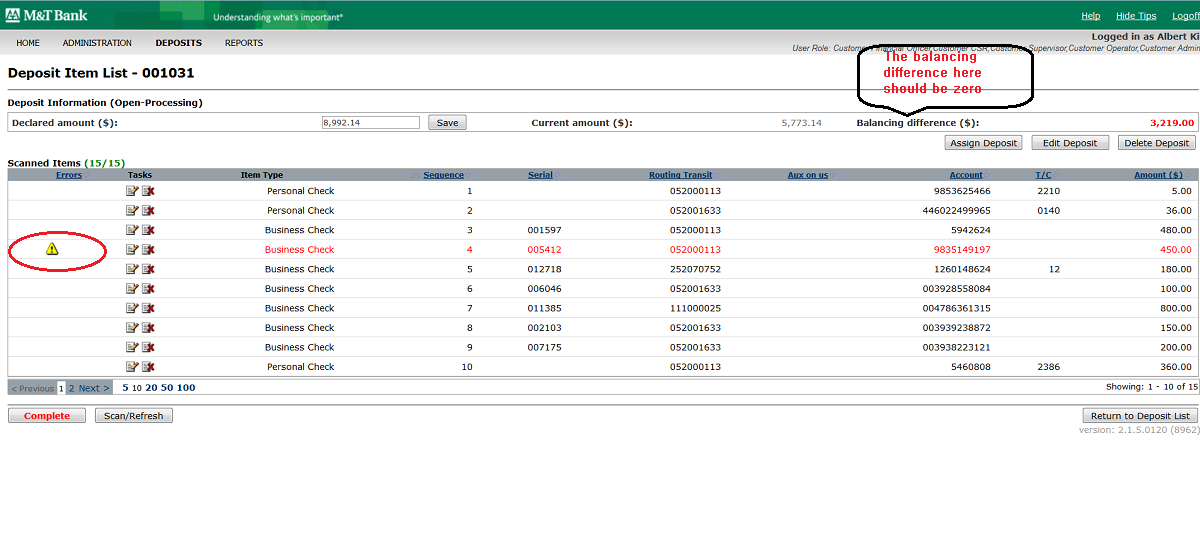 M&T Bank Understanding what's important® Help Hide Tips Logoff
HOME ADMINISTRATION DEPOSITS REPORTS Logged in as Albert Ki
User Role: Customer Financial Officer,Customer CSR,Customer Supervisor,Customer Operator,Customer Admin
The balancing
difference here
should be zero
Deposit Item List - 001031
Deposit Information (Open-Processing)
Declared amount ($): 8,992.14 Save Current amount ($): 5,773.14 Balancing difference ($): 3,219.00
Assign Deposit Edit Deposit Delete Deposit
Scanned Items (15/15)
Errors Tasks Item Type Sequence Serial Routing Transit Aux on us Account T/C Amount ($)
Personal Check 1 052000113 9853625466 2210 5.00
Personal Check 2 052001633 446022499965 0140 36.00
Business Check 3 001597 052000113 5942624 480.00
Business Check 4 005412 052000113 9835149197 450.00
Business Check 5 012718 252070752 1260148624 12 180.00
Business Check 6 006046 052001633 003928558084 100.00
Business Check 7 011385 111000025 004786361315 800.00
Business Check 8 002103 052001633 003939238872 150.00
Business Check 9 007175 052001633 003938223121 200.00
Personal Check 10 052000113 5460808 2386 360.00
< Previous 1 2 Next > 5 10 20 50 100 Showing: 1 - 10 of 15
Complete Scan/Refresh Return to Deposit List
version: 2.1.5.0120 (8962)